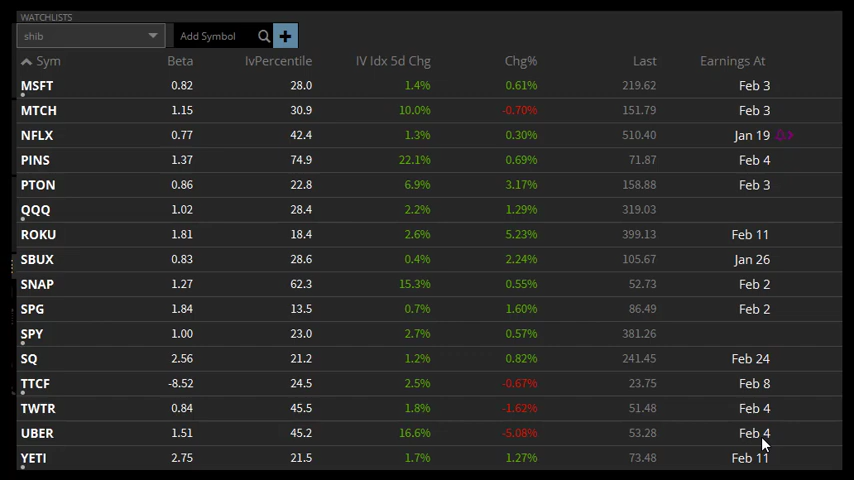 WATCHLISTS
shib Add Symbol +
Sym Beta IvPercentile IV Idx 5d Chg Chg% Last Earnings At
MSFT 0.82 28.0 1.4% 0.61% 219.62 Feb 3
MTCH 1.15 30.9 10.0% -0.70% 151.79 Feb 3
NFLX 0.77 42.4 1.3% 0.30% 510.40 Jan 19
PINS 1.37 74.9 22.1% 0.69% 71.87 Feb 4
PTON 0.86 22.8 6.9% 3.17% 158.88 Feb 3
QQQ 1.02 28.4 2.2% 1.29% 319.03
ROKU 1.81 18.4 2.6% 5.23% 399.13 Feb 11
SBUX 0.83 28.6 0.4% 2.24% 105.67 Jan 26
SNAP 1.27 62.3 15.3% 0.55% 52.73 Feb 2
SPG 1.84 13.5 0.7% 1.60% 86.49 Feb 2
SPY 1.00 23.0 2.7% 0.57% 381.26
SQ 2.56 21.2 1.2% 0.82% 241.45 Feb 24
TTCF -8.52 24.5 2.5% -0.67% 23.75 Feb 8
TWTR 0.84 45.5 1.8% -1.62% 51.48 Feb 4
UBER 1.51 45.2 16.6% -5.08% 53.28 Feb 4
YETI 2.75 21.5 1.7% 1.27% 73.48 Feb 11